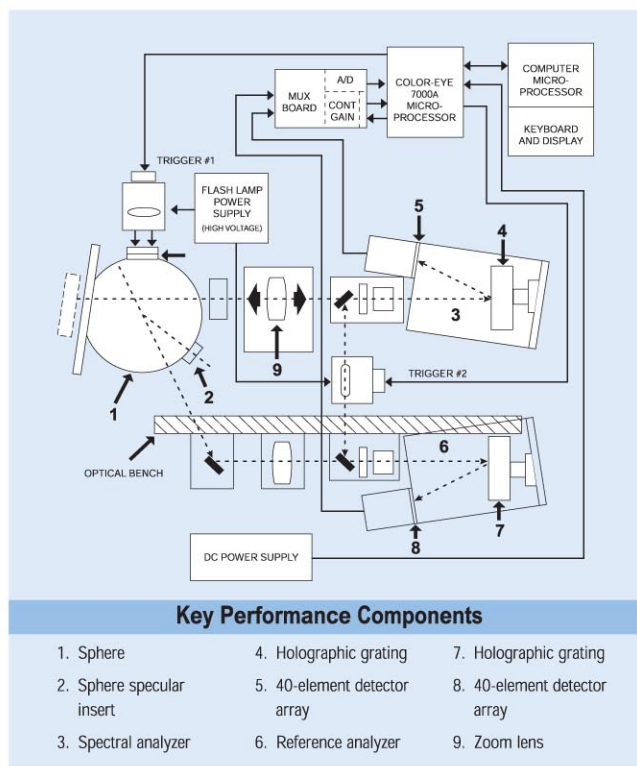 MUX
BOARD
A/D
CONT
GAIN
COLOR-EYE
7000A
MICRO-
PROCESSOR
COMPUTER
MICRO-
PROCESSOR
KEYBOARD
AND DISPLAY
TRIGGER #1
FLASH LAMP
POWER
SUPPLY
(HIGH VOLTAGE)
5
4
3
9
1
2
TRIGGER #2
OPTICAL BENCH
6
7
8
DC POWER SUPPLY
Key Performance Components
1. Sphere
2. Sphere specular
insert
3. Spectral analyzer
4. Holographic grating
5. 40-element detector
array
6. Reference analyzer
7. Holographic grating
8. 40-element detector
array
9. Zoom lens